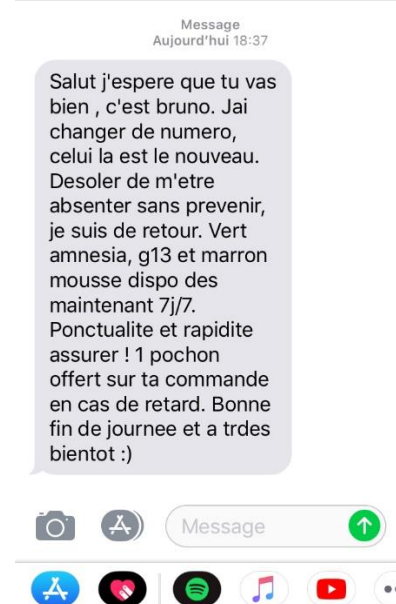 Message
Aujourd'hui 18:37
Salut j'espere que tu vas
bien , c'est bruno. Jai
changer de numero,
celui la est le nouveau.
Desoler de m'etre
absenter sans prevenir,
je suis de retour. Vert
amnesia, g13 et marron
mousse dispo des
maintenant 7j/7.
Ponctualite et rapidite
assurer ! 1 pochon
offert sur ta commande
en cas de retard. Bonne
fin de journee et a trdes
bientot :)
Message